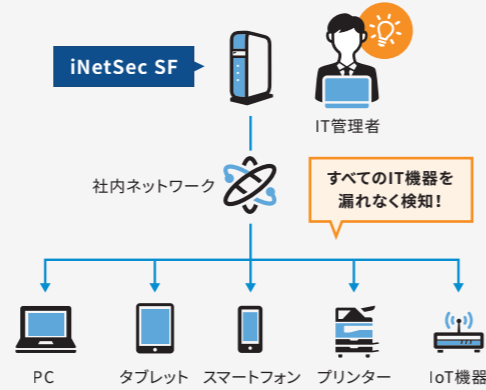 iNetSec SF
IT管理者
社内ネットワーク
すべてのIT機器を
漏れなく検知！
PC
タブレット
スマートフォン
プリンター
IoT機器